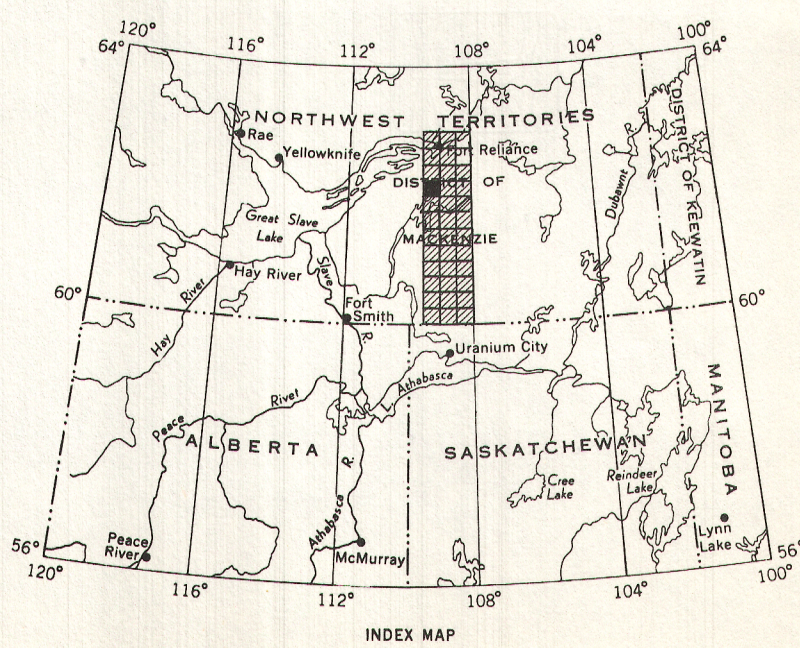 120°
116°
112°
108°
104°
100°
64°
64°
NORTHWEST TERRITORIES
Rae
Yellowknife
Fort Reliance
DISTRICT OF
MACKENZIE
DISTRICT OF KEEWATIN
Dubawnt R.
Great Slave
Lake
Slave
R.
Hay River
Hay River
60°
60°
Fort
Smith
Uranium City
L. Athabasca
Peace River
ALBERTA
SASKATCHEWAN
MANITOBA
Athabasca R.
Cree
Lake
Reindeer
Lake
Lynn
Lake
Peace
River
McMurray
56°
56°
120°
116°
112°
108°
104°
100°
INDEX MAP